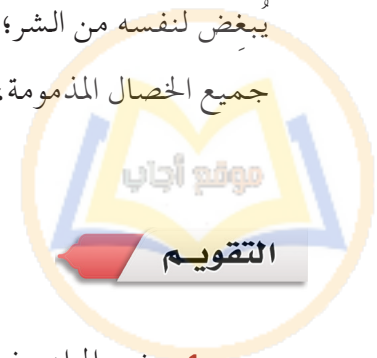 يُبغِض لنفسه من الشر؛
جميع الخصال المذمومة
موقع أجاب
التقويم